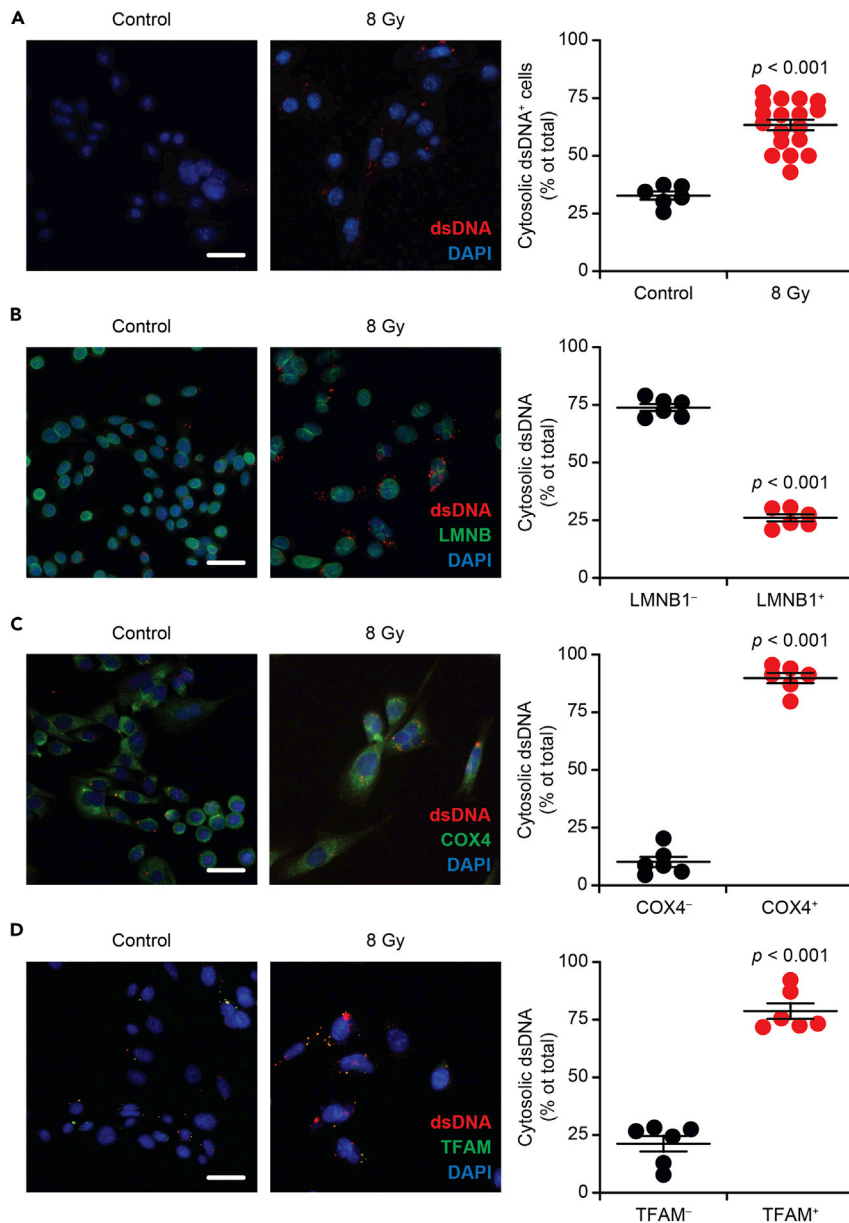 A
Control
8 Gy
dsDNA
DAPI
Cytosolic dsDNA⁺ cells
(% ot total)
100
75
50
25
0
p < 0.001
Control
8 Gy
B
Control
8 Gy
dsDNA
LMNB
DAPI
Cytosolic dsDNA
(% ot total)
100
75
50
25
0
p < 0.001
LMNB1⁻
LMNB1⁺
C
Control
8 Gy
dsDNA
COX4
DAPI
Cytosolic dsDNA
(% ot total)
100
75
50
25
0
p < 0.001
COX4⁻
COX4⁺
D
Control
8 Gy
dsDNA
TFAM
DAPI
Cytosolic dsDNA
(% ot total)
100
75
50
25
0
p < 0.001
TFAM⁻
TFAM⁺